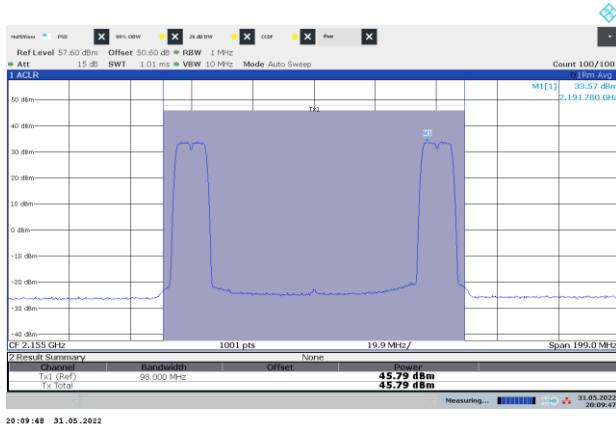 MultiView PSD 99% OBW 26 dB BW CCDF Pwr
Ref Level 57.60 dBm Offset 50.60 dB RBW 1 MHz
Att 15 dB SWT 1.01 ms VBW 10 MHz Mode Auto Sweep Count 100/100
1 ACLR 1Rm Avg
M1[1] 33.57 dBm
2.191780 GHz
50 dBm
Tx1
40 dBm
M1
30 dBm
20 dBm
10 dBm
0 dBm
-10 dBm
-20 dBm
-30 dBm
-40 dBm
CF 2.155 GHz 1001 pts 19.9 MHz/ Span 199.0 MHz
2 Result Summary None
Channel Bandwidth Offset Power
Tx1 (Ref) 98.000 MHz 45.79 dBm
Tx Total 45.79 dBm
Measuring... 31.05.2022
20:09:47
20:09:48 31.05.2022